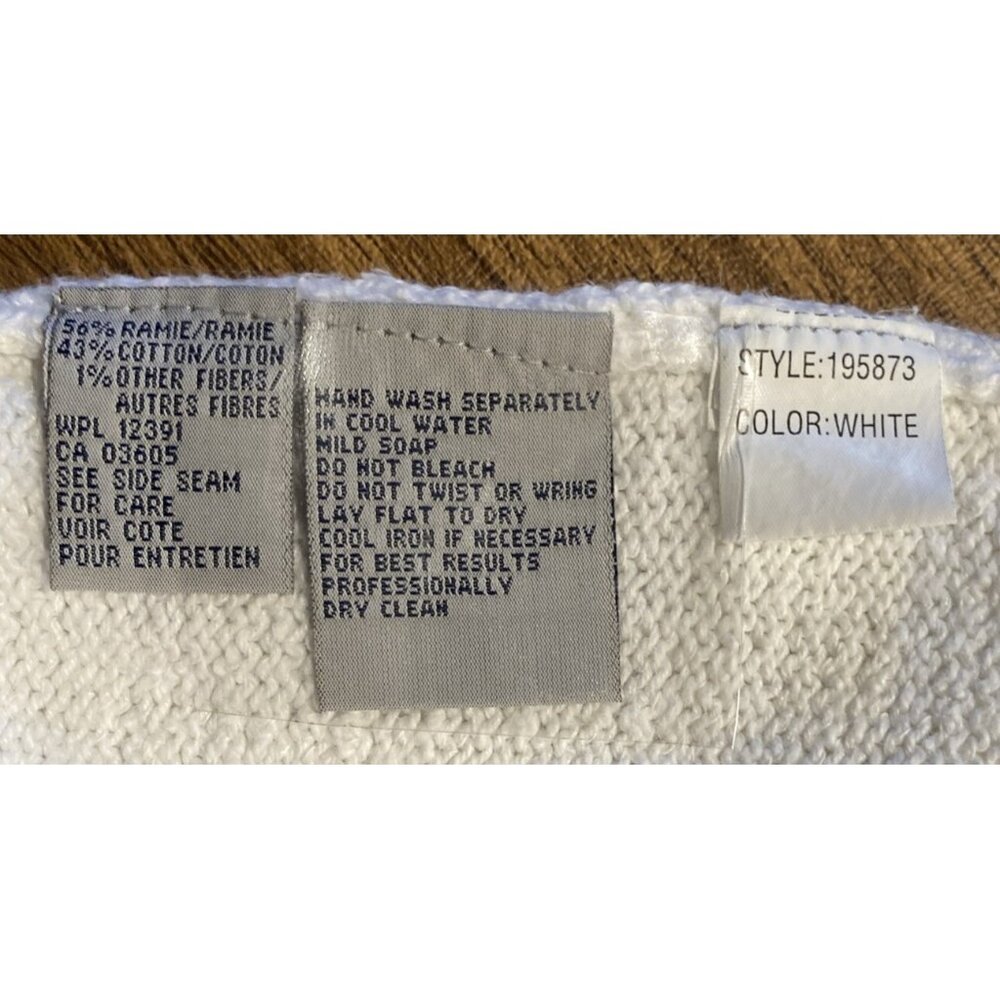 56% RAMIE/RAMIE
43% COTTON/COTON
1% OTHER FIBERS/
AUTRES FIBRES
WPL 12391
CA 03605
SEE SIDE SEAM
FOR CARE
VOIR COTE
POUR ENTRETIEN
HAND WASH SEPARATELY
IN COOL WATER
MILD SOAP
DO NOT BLEACH
DO NOT TWIST OR WRING
LAY FLAT TO DRY
COOL IRON IF NECESSARY
FOR BEST RESULTS
PROFESSIONALLY
DRY CLEAN
STYLE:195873
COLOR:WHITE